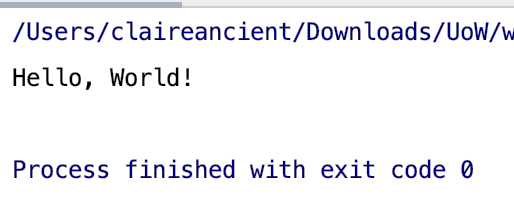 /Users/claireancient/Downloads/UoW/w
Hello, World!
Process finished with exit code 0